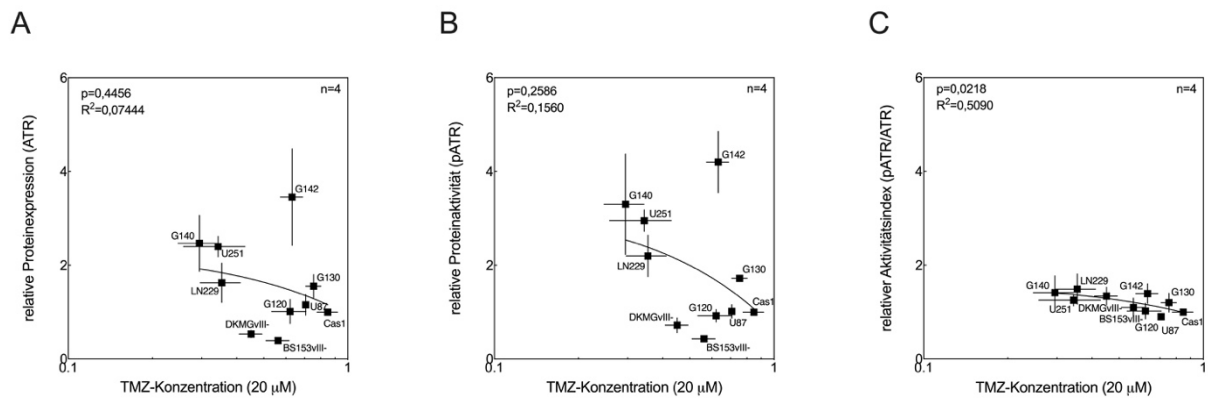 A
p=0,4456
R²=0,07444
n=4
relative Proteinexpression (ATR)
6
4
2
0
0.1
1
G142
G140
U251
LN229
G130
G120
U87
DKMGvIII-
BS153vIII-
Cas1
TMZ-Konzentration (20 µM)
B
p=0,2586
R²=0,1560
n=4
relative Proteinaktivität (pATR)
6
4
2
0
0.1
1
G142
G140
U251
LN229
G130
G120
U87
DKMGvIII-
BS153vIII-
Cas1
TMZ-Konzentration (20 µM)
C
p=0,0218
R²=0,5090
n=4
relativer Aktivitätsindex (pATR/ATR)
6
4
2
0
0.1
1
G140
LN229
G142
G130
U251
DKMGvIII-
BS153vIII-
G120
U87
Cas1
TMZ-Konzentration (20 µM)